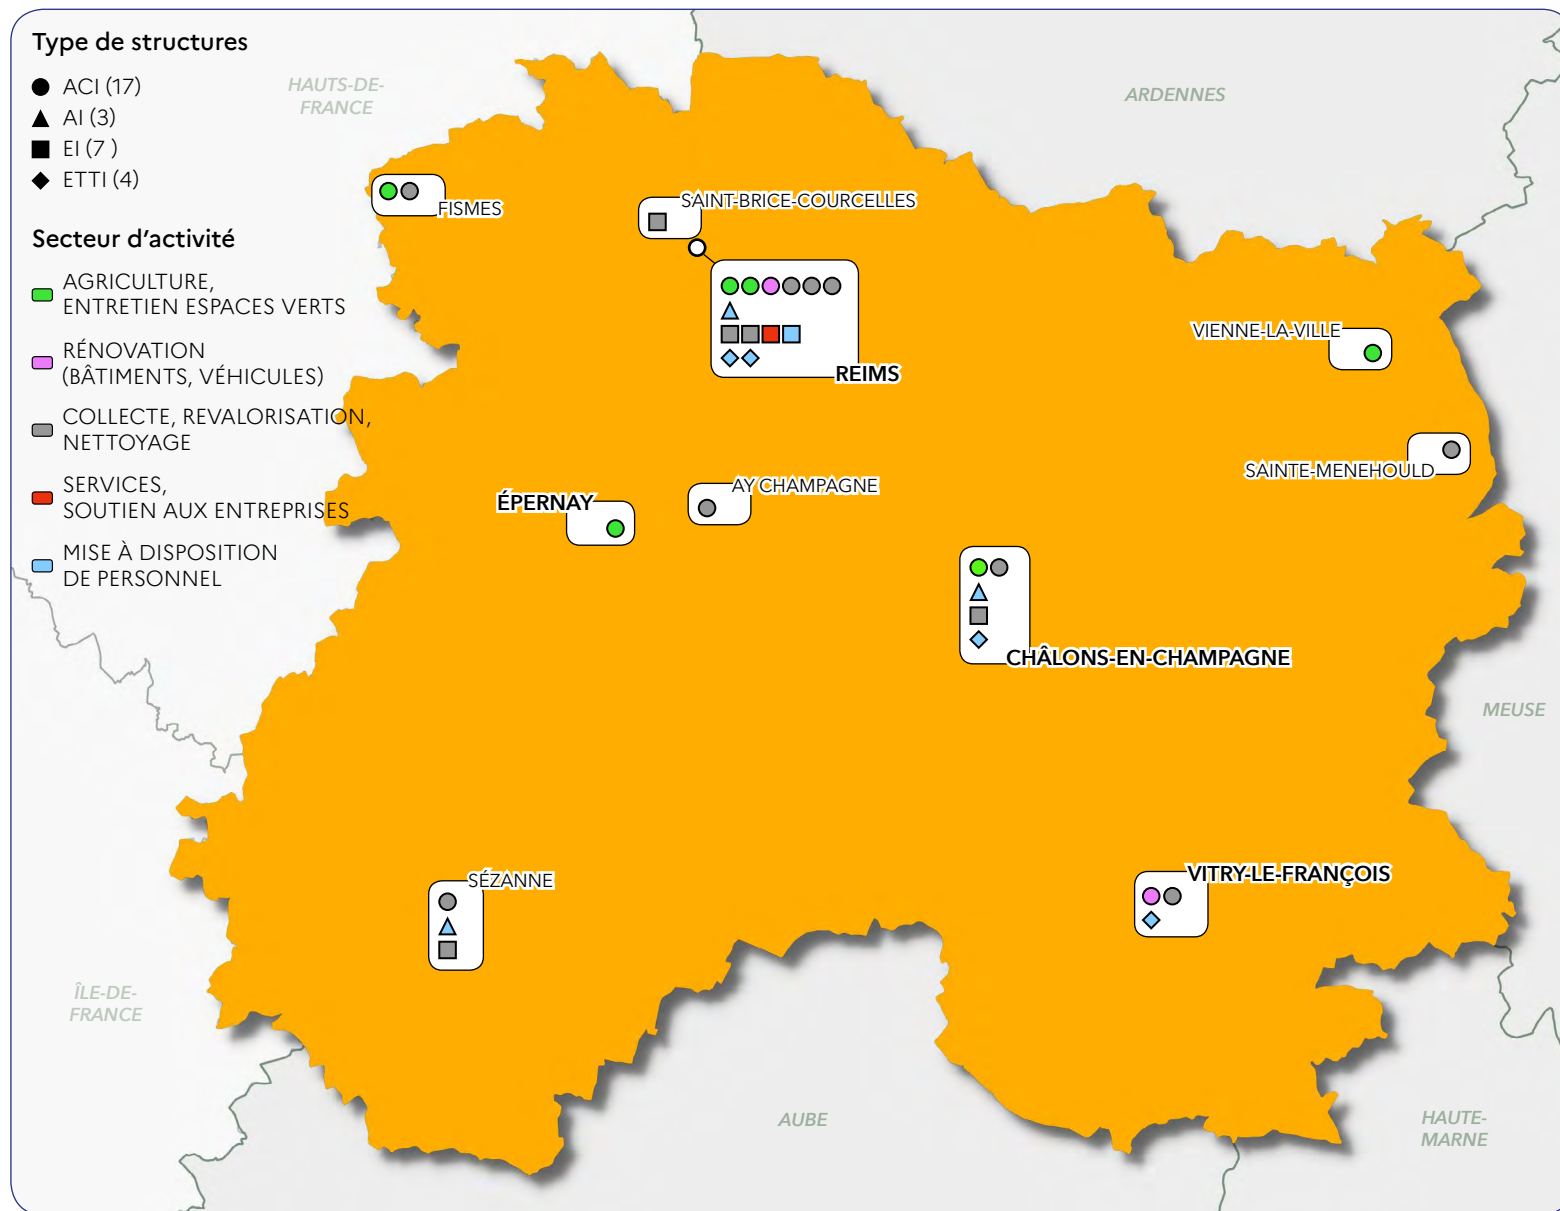 Type de structures
ACI (17)
AI (3)
EI (7 )
ETTI (4)
Secteur d'activité
AGRICULTURE,
ENTRETIEN ESPACES VERTS
RÉNOVATION
(BÂTIMENTS, VÉHICULES)
COLLECTE, REVALORISATION,
NETTOYAGE
SERVICES,
SOUTIEN AUX ENTREPRISES
MISE À DISPOSITION
DE PERSONNEL
HAUTS-DE-
FRANCE
ARDENNES
FISMES
SAINT-BRICE-COURCELLES
REIMS
VIENNE-LA-VILLE
SAINTE-MENEHOULD
ÉPERNAY
AY CHAMPAGNE
CHÂLONS-EN-CHAMPAGNE
MEUSE
SÉZANNE
VITRY-LE-FRANÇOIS
ÎLE-DE-
FRANCE
AUBE
HAUTE-
MARNE